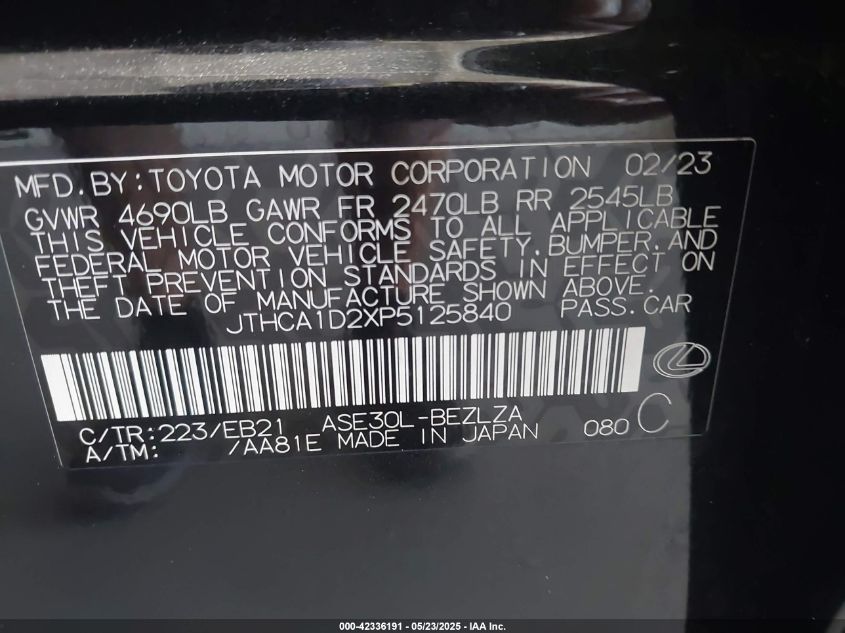 MFD.BY:TOYOTA MOTOR CORPORATION 02/23
GVWR 4690LB GAWR FR 2470LB RR 2545LB
THIS VEHICLE CONFORMS TO ALL APPLICABLE
FEDERAL MOTOR VEHICLE SAFETY,BUMPER,AND
THEFT PREVENTION STANDARDS IN EFFECT ON
THE DATE OF MANUFACTURE SHOWN ABOVE.
JTHCA1D2XP5125840 PASS.CAR
C/TR:223/EB21 ASE30L-BEZLZA
A/TM: /AA81E MADE IN JAPAN 080 C
000-42336191 - 05/23/2025 - IAA Inc.